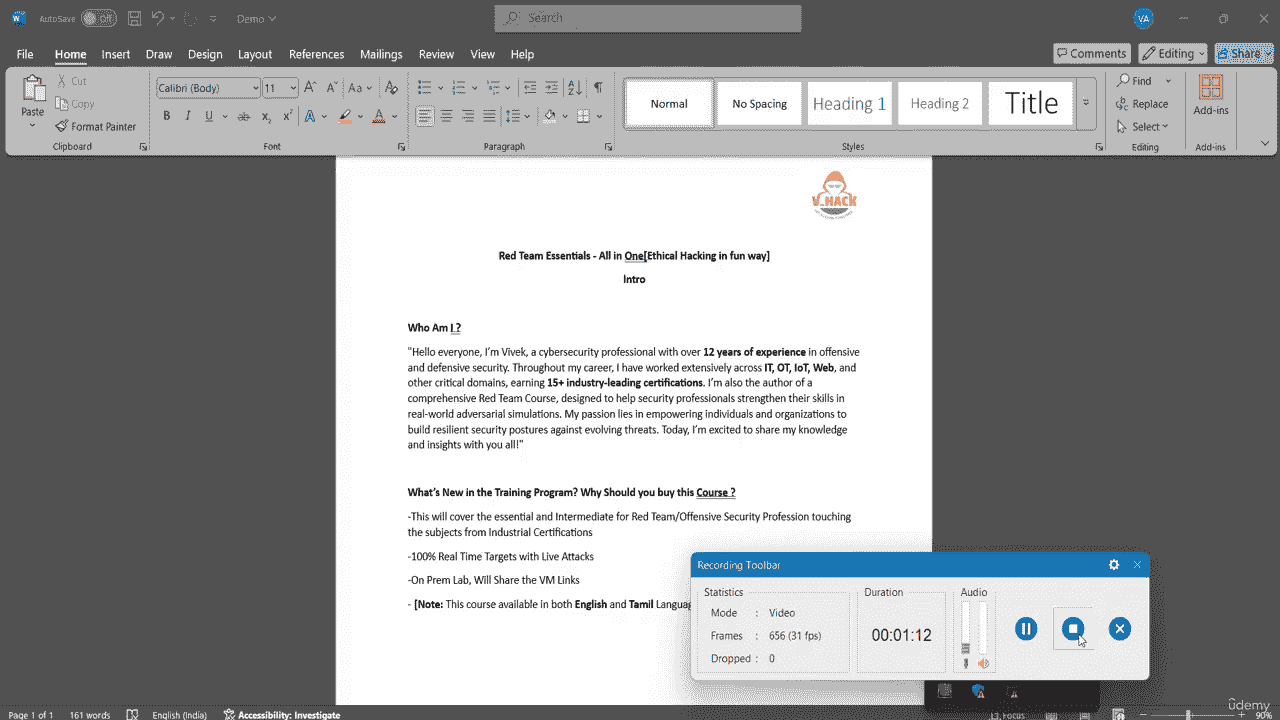 AutoSave Off Demo Search VA
File Home Insert Draw Design Layout References Mailings Review View Help Comments Editing Share
Paste Cut Copy Format Painter Clipboard
Calibri (Body) 11 Aa B I U ab x₂ x² A A Font
Paragraph
Normal No Spacing Heading 1 Heading 2 Title Styles
Find Replace Select Editing
Add-ins Add-ins
V_HACK
Red Team Essentials - All in One[Ethical Hacking in fun way]
Intro
Who Am I ?
"Hello everyone, I'm Vivek, a cybersecurity professional with over 12 years of experience in offensive
and defensive security. Throughout my career, I have worked extensively across IT, OT, IoT, Web, and
other critical domains, earning 15+ industry-leading certifications. I'm also the author of a
comprehensive Red Team Course, designed to help security professionals strengthen their skills in
real-world adversarial simulations. My passion lies in empowering individuals and organizations to
build resilient security postures against evolving threats. Today, I'm excited to share my knowledge
and insights with you all!"
What's New in the Training Program? Why Should you buy this Course ?
-This will cover the essential and Intermediate for Red Team/Offensive Security Profession touching
the subjects from Industrial Certifications
-100% Real Time Targets with Live Attacks
-On Prem Lab, Will Share the VM Links
- [Note: This course available in both English and Tamil Languag
Recording Toolbar
Statistics Duration Audio
Mode : Video
Frames : 656 (31 fps)
Dropped : 0
00:01:12
Page 1 of 1 161 words English (India) Accessibility: Investigate Focus 90%
Udemy